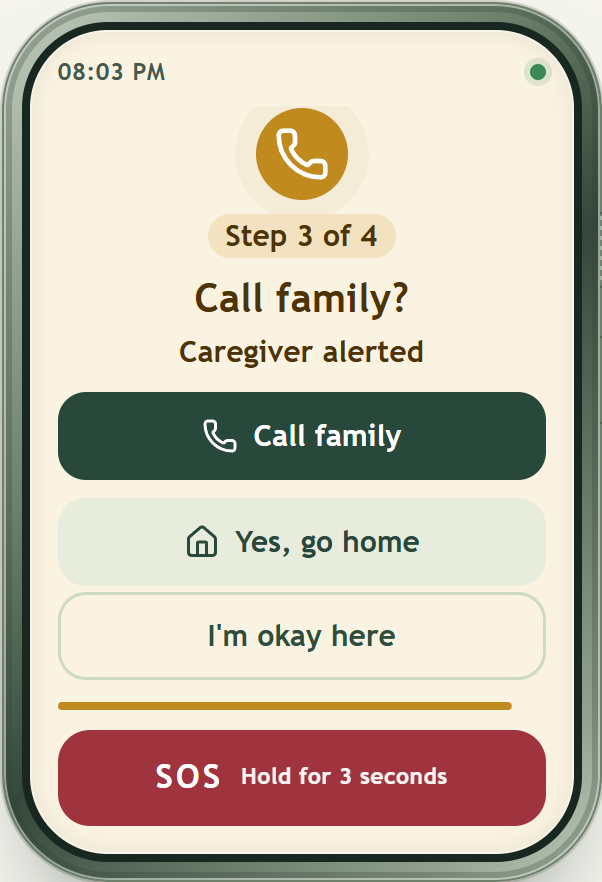 08:03 PM
Step 3 of 4
Call family?
Caregiver alerted
Call family
Yes, go home
I'm okay here
SOS Hold for 3 seconds